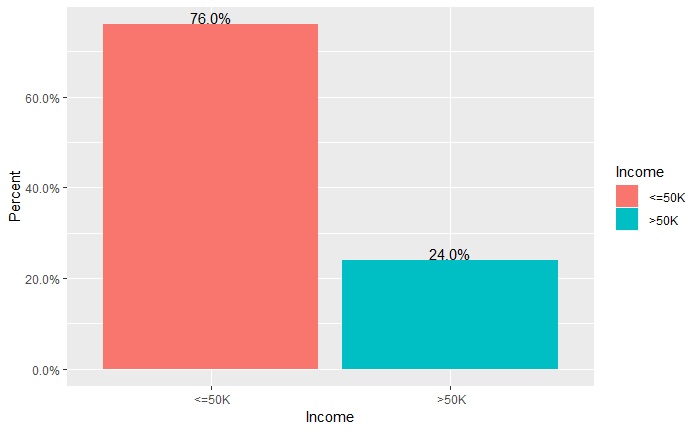 76.0%
24.0%
60.0%
40.0%
20.0%
0.0%
Percent
<=50K
>50K
Income
Income
<=50K
>50K